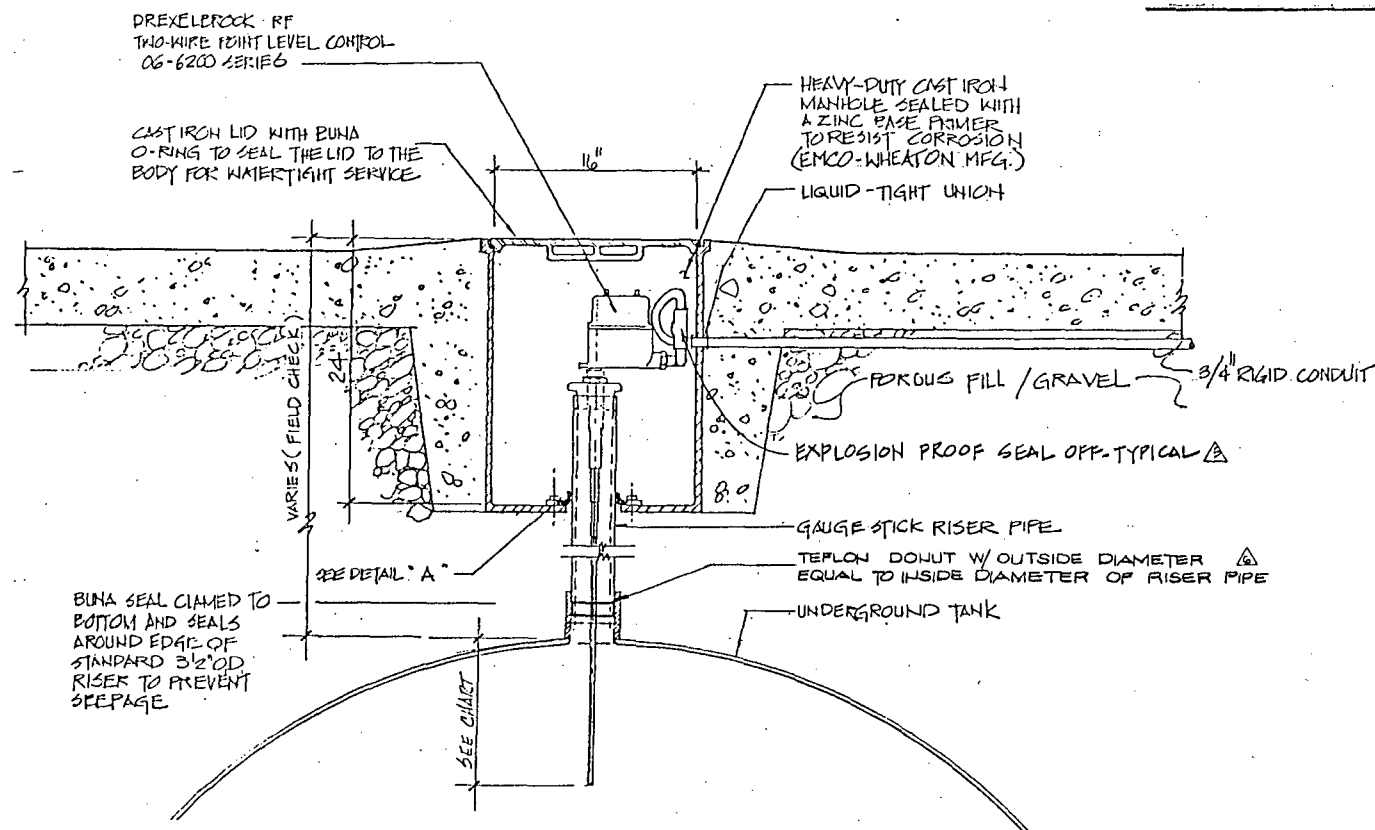 DREXELBROOK RF
TWO-WIRE POINT LEVEL CONTROL
06-6200 SERIES
CAST IRON LID WITH BUNA
O-RING TO SEAL THE LID TO THE
BODY FOR WATERTIGHT SERVICE
16"
HEAVY-DUTY CAST IRON
MANHOLE SEALED WITH
A ZINC BASE PRIMER
TO RESIST CORROSION
(EMCO-WHEATON MFG.)
LIQUID-TIGHT UNION
VARIES (FIELD CHECK)
24"
3/4" RIGID CONDUIT
POROUS FILL / GRAVEL
EXPLOSION PROOF SEAL OFF-TYPICAL
GAUGE STICK RISER PIPE
SEE DETAIL "A"
TEFLON DONUT W/ OUTSIDE DIAMETER
EQUAL TO INSIDE DIAMETER OF RISER PIPE
UNDERGROUND TANK
BUNA SEAL CLAMED TO
BOTTOM AND SEALS
AROUND EDGE OF
STANDARD 3½" OD
RISER TO PREVENT
SEEPAGE
SEE CHART